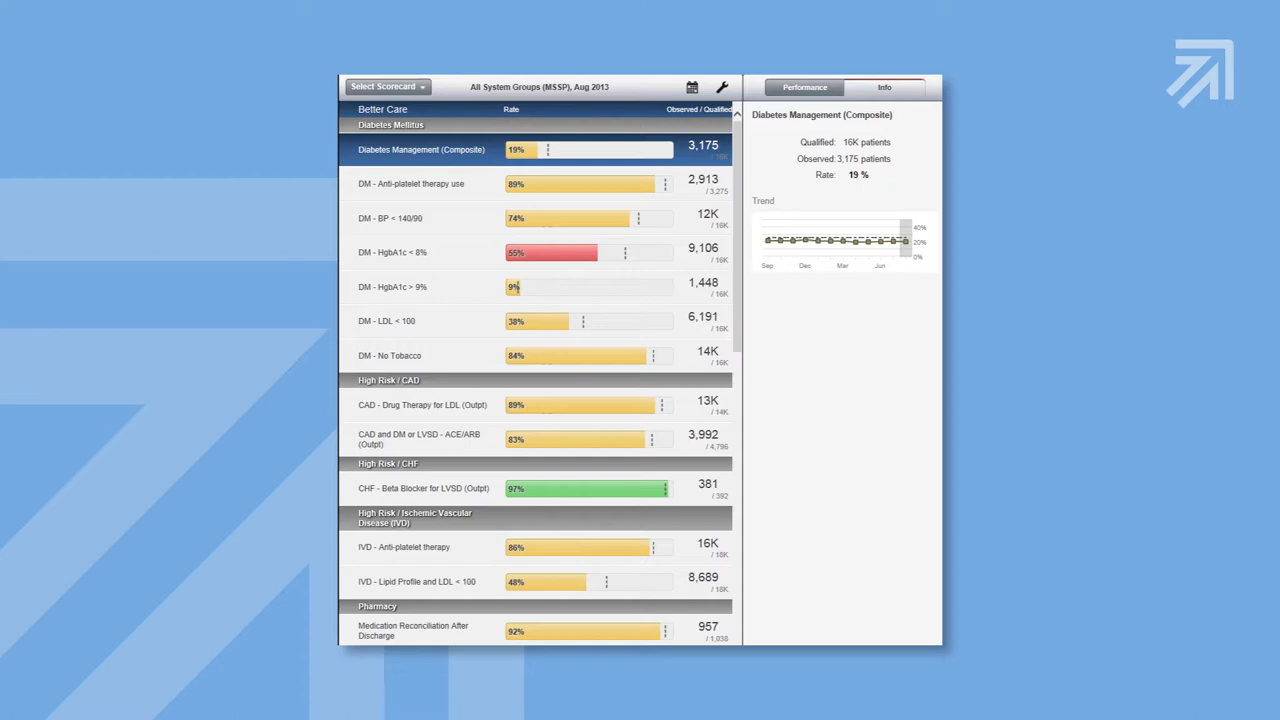 Select Scorecard
All System Groups (MSSP), Aug 2013
Performance
Info
Better Care
Rate
Observed / Qualified
Diabetes Mellitus
Diabetes Management (Composite)
19%
3,175
/ 16K
DM - Anti-platelet therapy use
89%
2,913
/ 3,275
DM - BP < 140/90
74%
12K
/ 16K
DM - HgbA1c < 8%
55%
9,106
/ 16K
DM - HgbA1c > 9%
9%
1,448
/ 16K
DM - LDL < 100
38%
6,191
/ 16K
DM - No Tobacco
84%
14K
/ 16K
High Risk / CAD
CAD - Drug Therapy for LDL (Outpt)
89%
13K
/ 14K
CAD and DM or LVSD - ACE/ARB
(Outpt)
83%
3,992
/ 4,796
High Risk / CHF
CHF - Beta Blocker for LVSD (Outpt)
97%
381
/ 392
High Risk / Ischemic Vascular
Disease (IVD)
IVD - Anti-platelet therapy
86%
16K
/ 18K
IVD - Lipid Profile and LDL < 100
48%
8,689
/ 18K
Pharmacy
Medication Reconciliation After
Discharge
92%
957
/ 1,038
Diabetes Management (Composite)
Qualified: 16K patients
Observed: 3,175 patients
Rate: 19 %
Trend
40%
20%
0%
Sep Dec Mar Jun